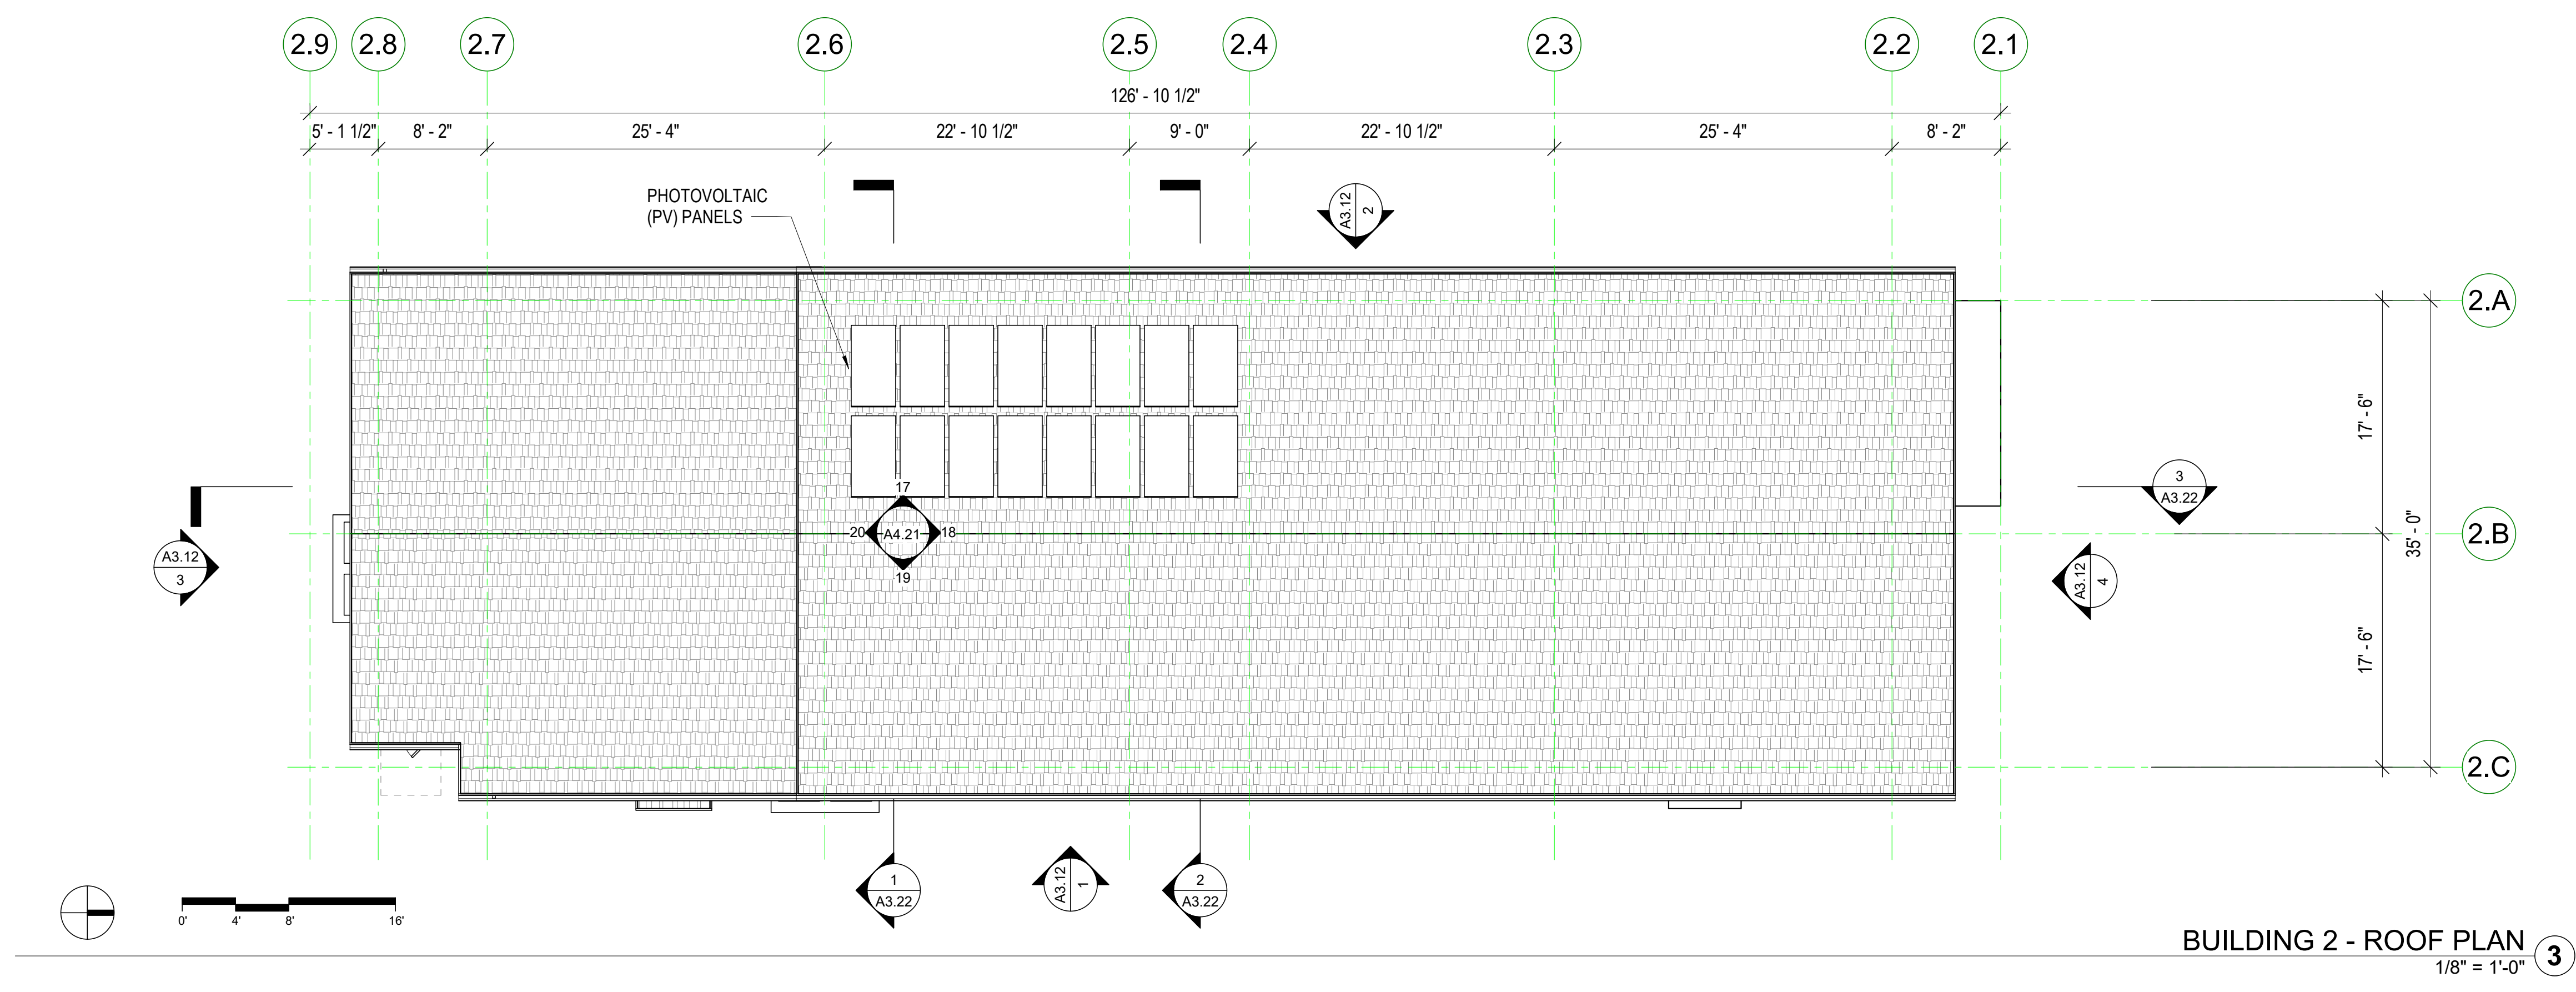 2.9 2.8 2.7 2.6 2.5 2.4 2.3 2.2 2.1
126' - 10 1/2"
5' - 1 1/2" 8' - 2" 25' - 4" 22' - 10 1/2" 9' - 0" 22' - 10 1/2" 25' - 4" 8' - 2"
PHOTOVOLTAIC
(PV) PANELS
A3.12
2
2.A
17' - 6"
3
A3.22
17
20 A4.21 18
19
35' - 0"
2.B
A3.12
3
A3.12
4
17' - 6"
2.C
1
A3.22
A3.12
1
2
A3.22
0' 4' 8' 16'
BUILDING 2 - ROOF PLAN
3
1/8" = 1'-0"